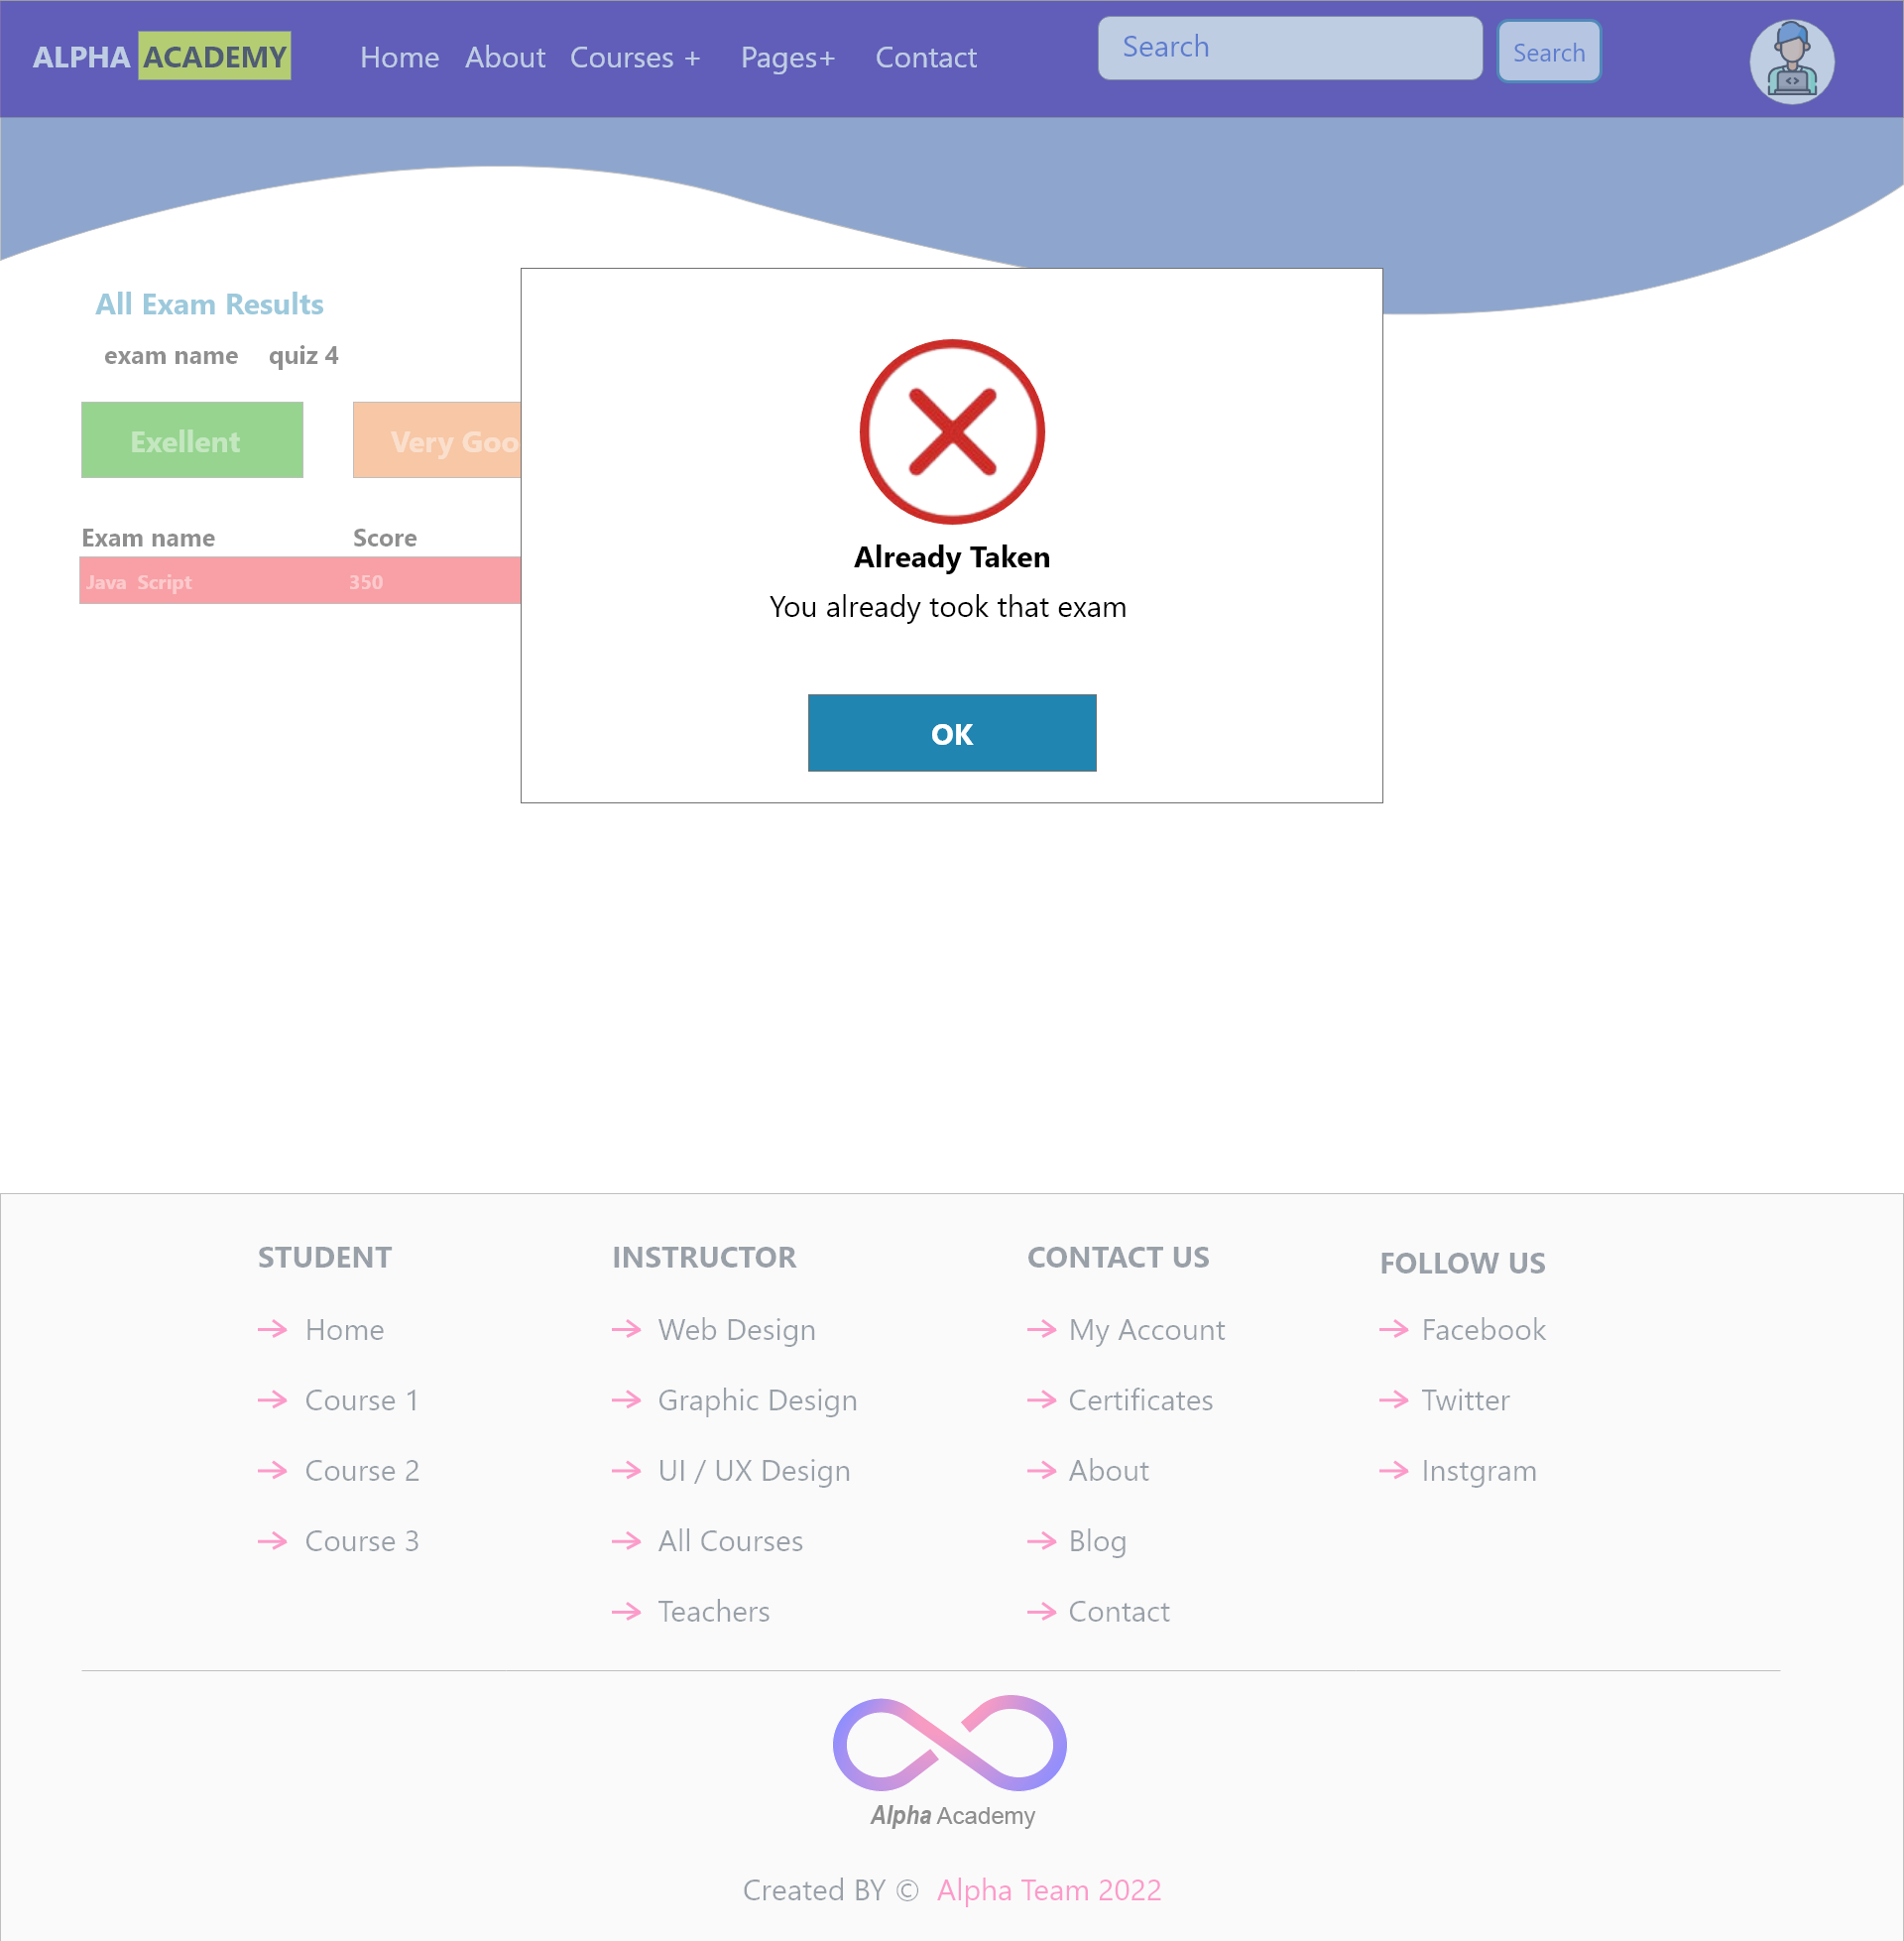 ALPHA ACADEMY Home About Courses + Pages+ Contact Search Search
All Exam Results
exam name quiz 4
Exellent Very Goo
Exam name Score
Java Script 350
Already Taken
You already took that exam
OK
STUDENT INSTRUCTOR CONTACT US FOLLOW US
Home Web Design My Account Facebook
Course 1 Graphic Design Certificates Twitter
Course 2 UI / UX Design About Instgram
Course 3 All Courses Blog
Teachers Contact
Alpha Academy
Created BY © Alpha Team 2022